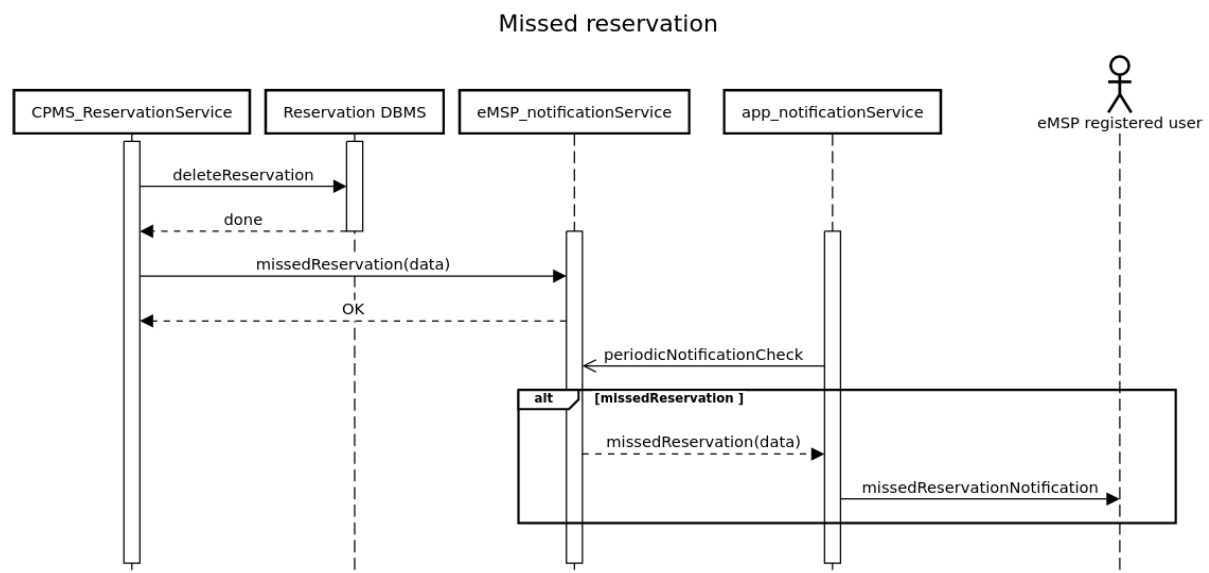 Missed reservation
CPMS_ReservationService
Reservation DBMS
eMSP_notificationService
app_notificationService
eMSP registered user
deleteReservation
done
missedReservation(data)
OK
periodicNotificationCheck
alt [missedReservation ]
missedReservation(data)
missedReservationNotification